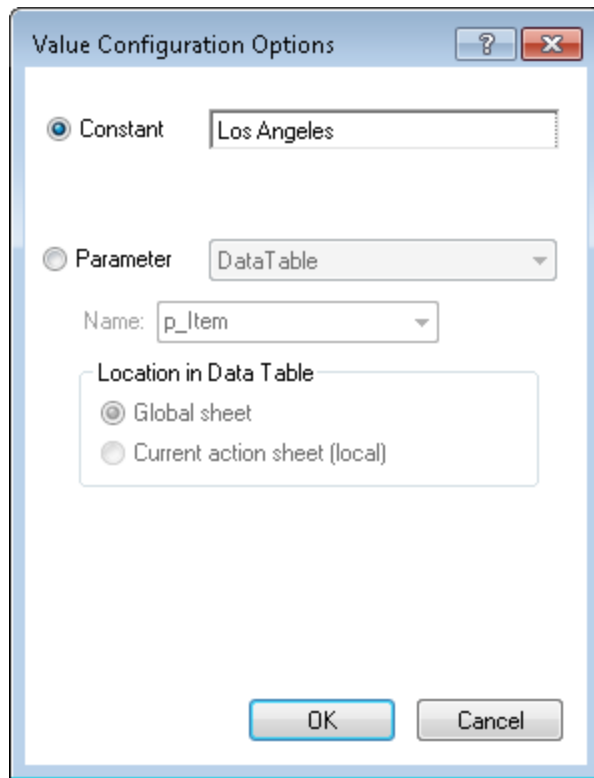 Value Configuration Options ?
Constant Los Angeles
Parameter DataTable
Name: p_Item
Location in Data Table
Global sheet
Current action sheet (local)
OK Cancel